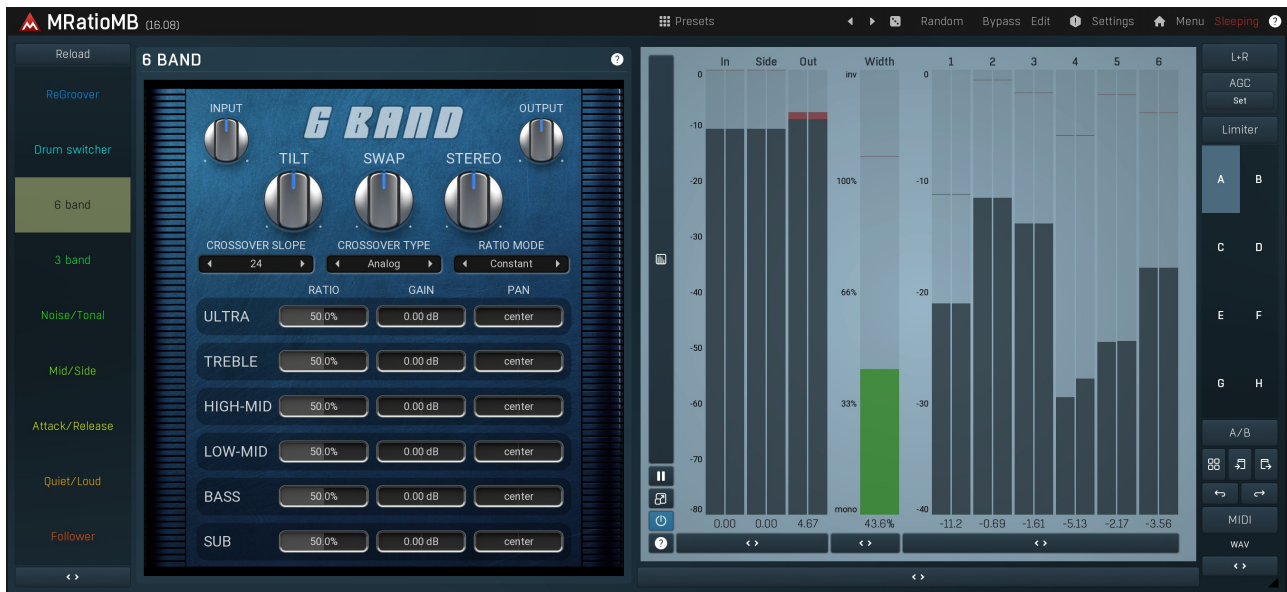 MRatioMB (16.08) Presets Random Bypass Edit Settings Menu Sleeping ?
Reload
ReGroover
Drum switcher
6 band
3 band
Noise/Tonal
Mid/Side
Attack/Release
Quiet/Loud
Follower
6 BAND ?
INPUT 6 BAND OUTPUT
TILT SWAP STEREO
CROSSOVER SLOPE CROSSOVER TYPE RATIO MODE
24 Analog Constant
RATIO GAIN PAN
ULTRA 50.0% 0.00 dB center
TREBLE 50.0% 0.00 dB center
HIGH-MID 50.0% 0.00 dB center
LOW-MID 50.0% 0.00 dB center
BASS 50.0% 0.00 dB center
SUB 50.0% 0.00 dB center
In Side Out Width 1 2 3 4 5 6
0 inv 0
-10
-20 100% -10
-30
-40 66% -20
-50
-60 33% -30
-70
-80 mono -40
0.00 0.00 4.67 43.6% -11.2 -0.69 -1.61 -5.13 -2.17 -3.56
?
L+R
AGC
Set
Limiter
A B
C D
E F
G H
A/B
MIDI
WAV